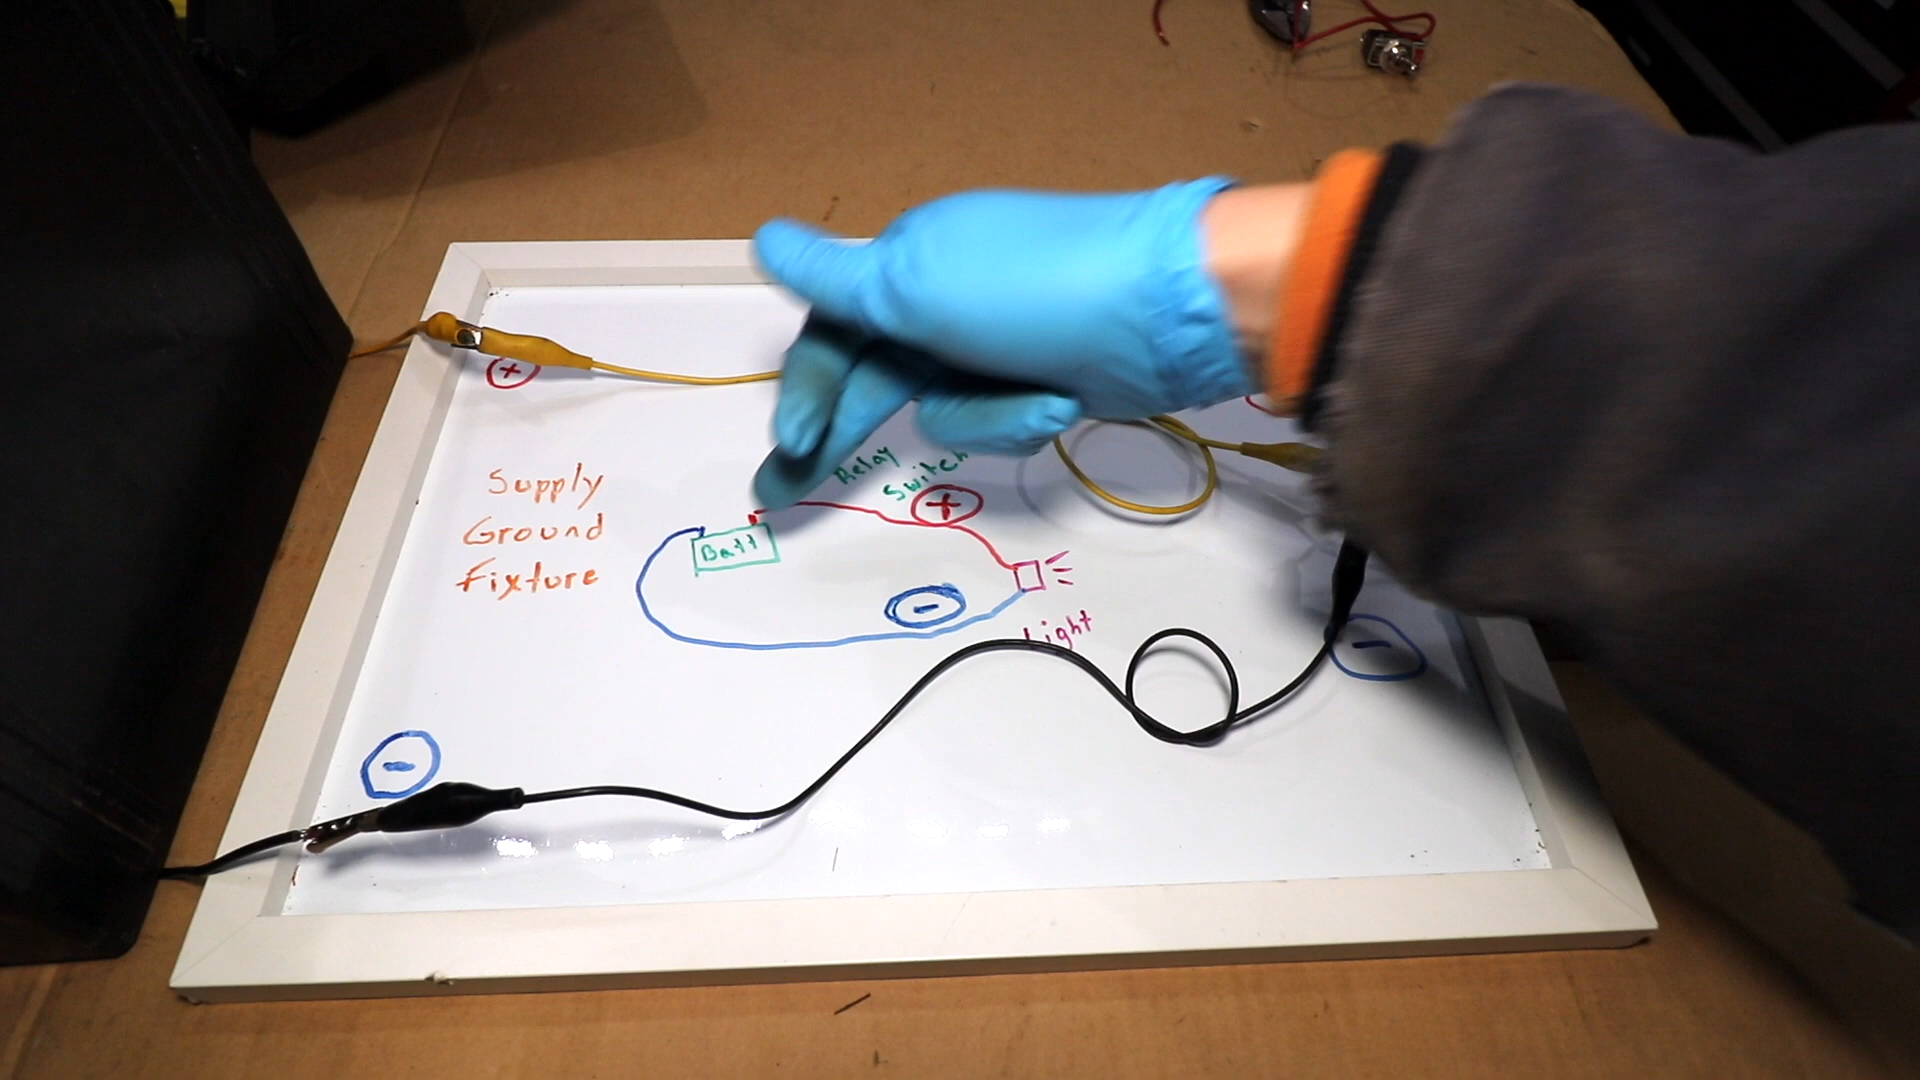 +
Relay
Switch
Supply
+
Ground
Batt
Fixture
-
Light
-
-